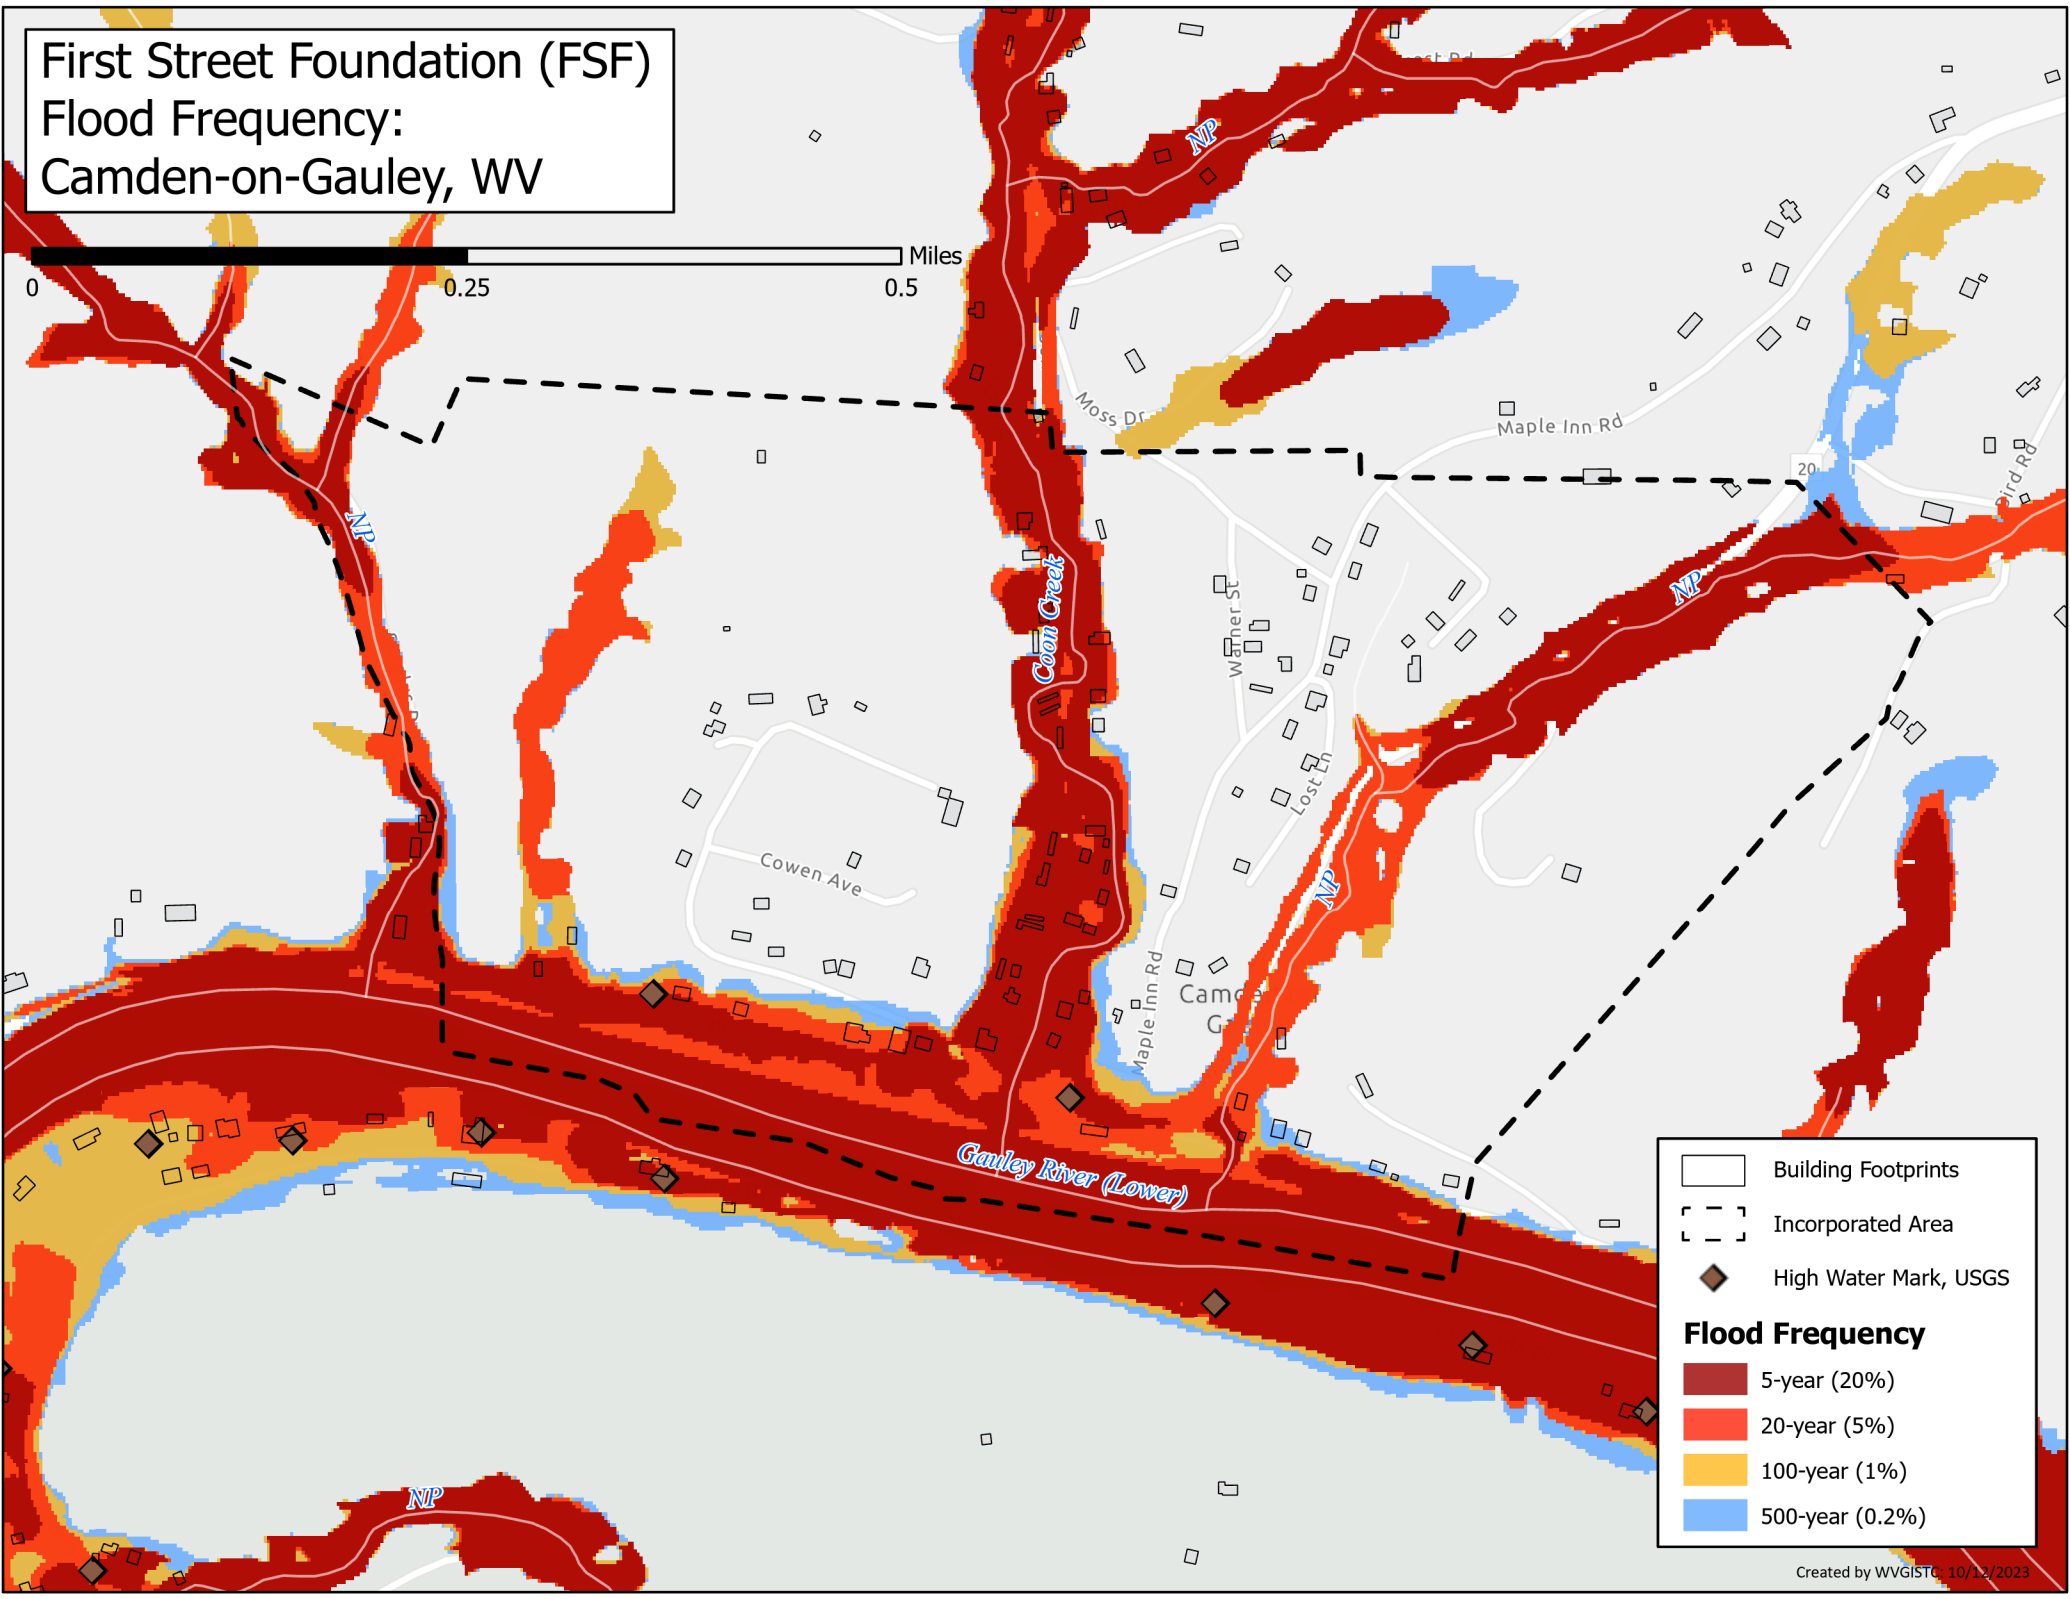 First Street Foundation (FSF)
Flood Frequency:
Camden-on-Gauley, WV
0
0.25
0.5
Miles
NP
Moss Dr
Maple Inn Rd
20
Bird Rd
NP
Coon Creek
Warner St
NP
Lost Ln
Cowen Ave
NP
Maple Inn Rd
Gauley River (Lower)
NP
Building Footprints
Incorporated Area
High Water Mark, USGS
Flood Frequency
5-year (20%)
20-year (5%)
100-year (1%)
500-year (0.2%)
Created by WVGISTC: 10/12/2023